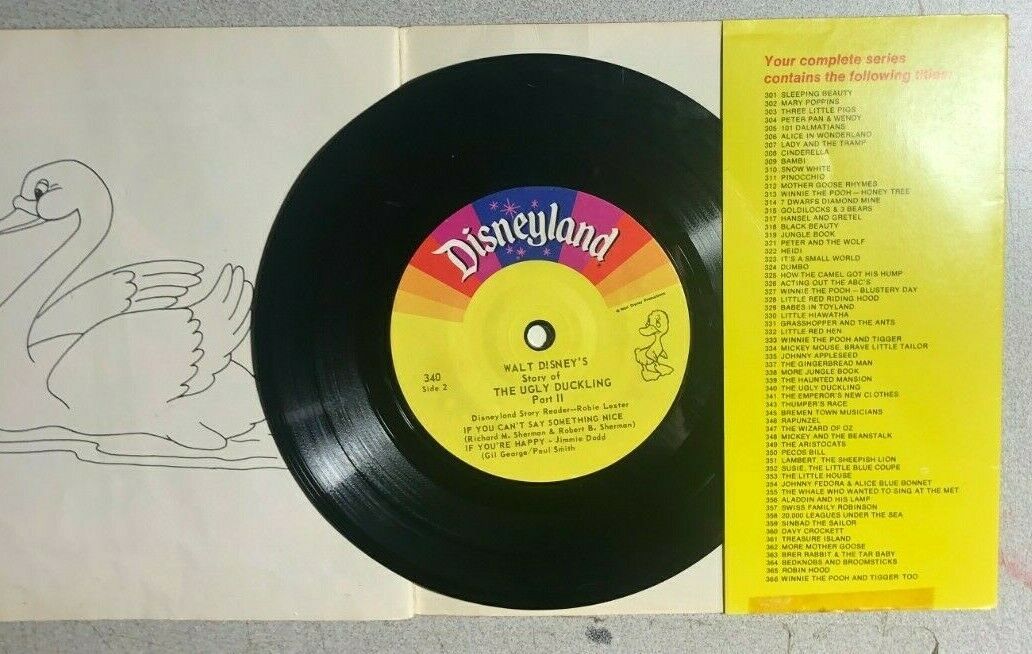 Disneyland
© Walt Disney Productions
340
Side 2
WALT DISNEY'S
Story of
THE UGLY DUCKLING
Part II
Disneyland Story Reader—Robie Lester
IF YOU CAN'T SAY SOMETHING NICE
(Richard M. Sherman & Robert B. Sherman)
IF YOU'RE HAPPY - Jimmie Dodd
(Gil George/Paul Smith)
Your complete series
contains the following titles:
301 SLEEPING BEAUTY
302 MARY POPPINS
303 THREE LITTLE PIGS
304 PETER PAN & WENDY
305 101 DALMATIANS
306 ALICE IN WONDERLAND
307 LADY AND THE TRAMP
308 CINDERELLA
309 BAMBI
310 SNOW WHITE
311 PINOCCHIO
312 MOTHER GOOSE RHYMES
313 WINNIE THE POOH — HONEY TREE
314 7 DWARFS DIAMOND MINE
315 GOLDILOCKS & 3 BEARS
317 HANSEL AND GRETEL
318 BLACK BEAUTY
319 JUNGLE BOOK
321 PETER AND THE WOLF
322 HEIDI
323 IT'S A SMALL WORLD
324 DUMBO
325 HOW THE CAMEL GOT HIS HUMP
326 ACTING OUT THE ABC'S
327 WINNIE THE POOH — BLUSTERY DAY
328 LITTLE RED RIDING HOOD
329 BABES IN TOYLAND
330 LITTLE HIAWATHA
331 GRASSHOPPER AND THE ANTS
332 LITTLE RED HEN
333 WINNIE THE POOH AND TIGGER
334 MICKEY MOUSE, BRAVE LITTLE TAILOR
335 JOHNNY APPLESEED
337 THE GINGERBREAD MAN
338 MORE JUNGLE BOOK
339 THE HAUNTED MANSION
340 THE UGLY DUCKLING
341 THE EMPEROR'S NEW CLOTHES
343 THUMPER'S RACE
345 BREMEN TOWN MUSICIANS
346 RAPUNZEL
347 THE WIZARD OF OZ
348 MICKEY AND THE BEANSTALK
349 THE ARISTOCATS
350 PECOS BILL
351 LAMBERT, THE SHEEPISH LION
352 SUSIE, THE LITTLE BLUE COUPE
353 THE LITTLE HOUSE
354 JOHNNY FEDORA & ALICE BLUE BONNET
355 THE WHALE WHO WANTED TO SING AT THE MET
356 ALADDIN AND HIS LAMP
357 SWISS FAMILY ROBINSON
358 20,000 LEAGUES UNDER THE SEA
359 SINBAD THE SAILOR
360 DAVY CROCKETT
361 TREASURE ISLAND
362 MORE MOTHER GOOSE
363 BRER RABBIT & THE TAR BABY
364 BEDKNOBS AND BROOMSTICKS
365 ROBIN HOOD
366 WINNIE THE POOH AND TIGGER TOO